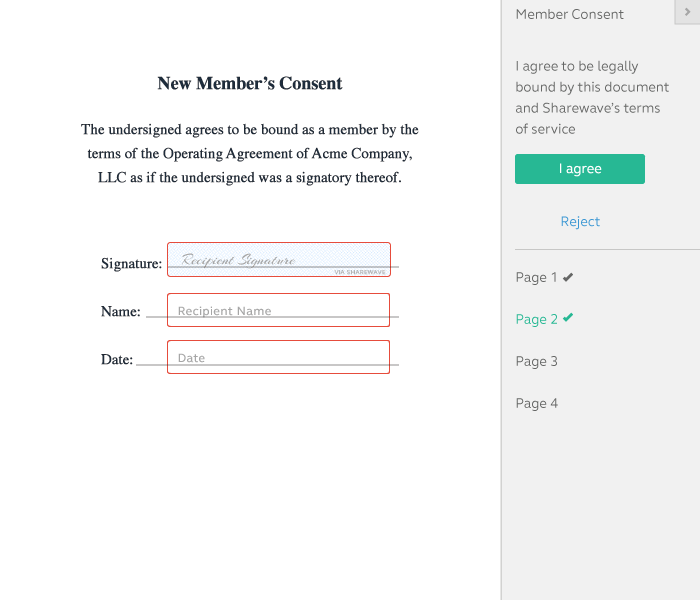 New Member’s Consent
The undersigned agrees to be bound as a member by the
terms of the Operating Agreement of Acme Company,
LLC as if the undersigned was a signatory thereof.
Signature: Recipient Signature
VIA SHAREWAVE
Name: Recipient Name
Date: Date
Member Consent
I agree to be legally
bound by this document
and Sharewave’s terms
of service
I agree
Reject
Page 1
Page 2
Page 3
Page 4